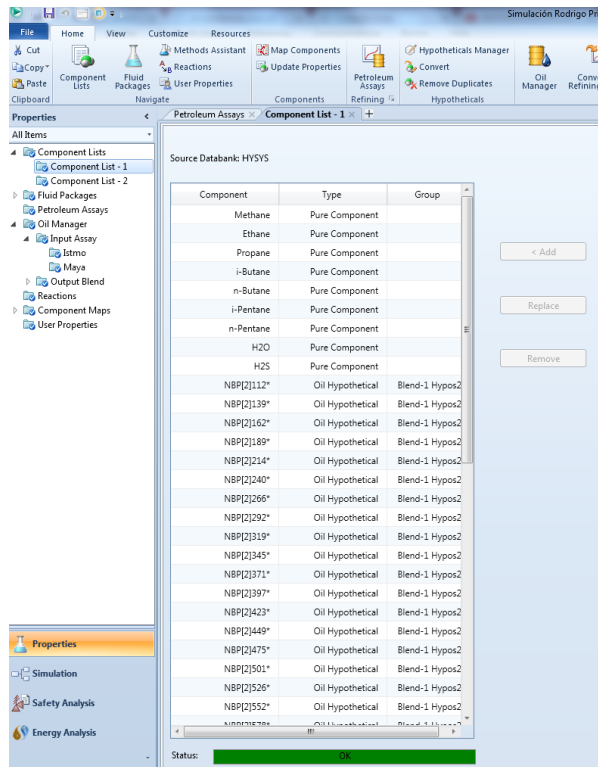 Simulación Rodrigo Pri
File Home View Customize Resources
Cut
Copy
Paste
Clipboard
Component Lists
Fluid Packages
Methods Assistant
Reactions
User Properties
Navigate
Map Components
Update Properties
Components
Petroleum Assays
Refining
Hypotheticals Manager
Convert
Remove Duplicates
Hypotheticals
Oil Manager
Conv
Refining
Properties <
All Items
Component Lists
Component List - 1
Component List - 2
Fluid Packages
Petroleum Assays
Oil Manager
Input Assay
Istmo
Maya
Output Blend
Reactions
Component Maps
User Properties
Properties
Simulation
Safety Analysis
Energy Analysis
Petroleum Assays × Component List - 1 × +
Source Databank: HYSYS
Component Type Group
Methane Pure Component
Ethane Pure Component
Propane Pure Component
i-Butane Pure Component
n-Butane Pure Component
i-Pentane Pure Component
n-Pentane Pure Component
H2O Pure Component
H2S Pure Component
NBP[2]112* Oil Hypothetical Blend-1 Hypos2
NBP[2]139* Oil Hypothetical Blend-1 Hypos2
NBP[2]162* Oil Hypothetical Blend-1 Hypos2
NBP[2]189* Oil Hypothetical Blend-1 Hypos2
NBP[2]214* Oil Hypothetical Blend-1 Hypos2
NBP[2]240* Oil Hypothetical Blend-1 Hypos2
NBP[2]266* Oil Hypothetical Blend-1 Hypos2
NBP[2]292* Oil Hypothetical Blend-1 Hypos2
NBP[2]319* Oil Hypothetical Blend-1 Hypos2
NBP[2]345* Oil Hypothetical Blend-1 Hypos2
NBP[2]371* Oil Hypothetical Blend-1 Hypos2
NBP[2]397* Oil Hypothetical Blend-1 Hypos2
NBP[2]423* Oil Hypothetical Blend-1 Hypos2
NBP[2]449* Oil Hypothetical Blend-1 Hypos2
NBP[2]475* Oil Hypothetical Blend-1 Hypos2
NBP[2]501* Oil Hypothetical Blend-1 Hypos2
NBP[2]526* Oil Hypothetical Blend-1 Hypos2
NBP[2]552* Oil Hypothetical Blend-1 Hypos2
< Add
Replace
Remove
Status: OK